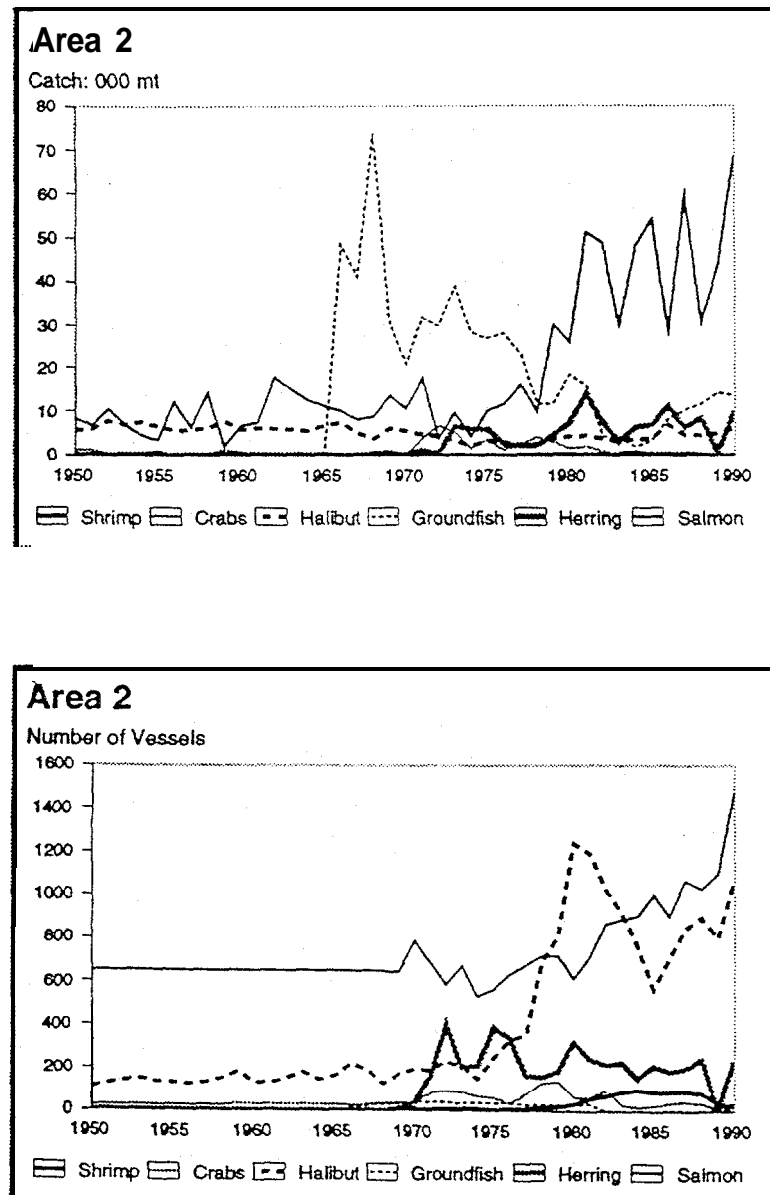 Area 2
Catch: 000 mt
80
70
60
50
40
30
20
10
0
1950 1955 1960 1965 1970 1975 1980 1985 1990
Shrimp Crabs Halibut Groundfish Herring Salmon
Area 2
Number of Vessels
1600
1400
1200
1000
800
600
400
200
0
1950 1955 1960 1965 1970 1975 1980 1985 1990
Shrimp Crabs Halibut Groundfish Herring Salmon